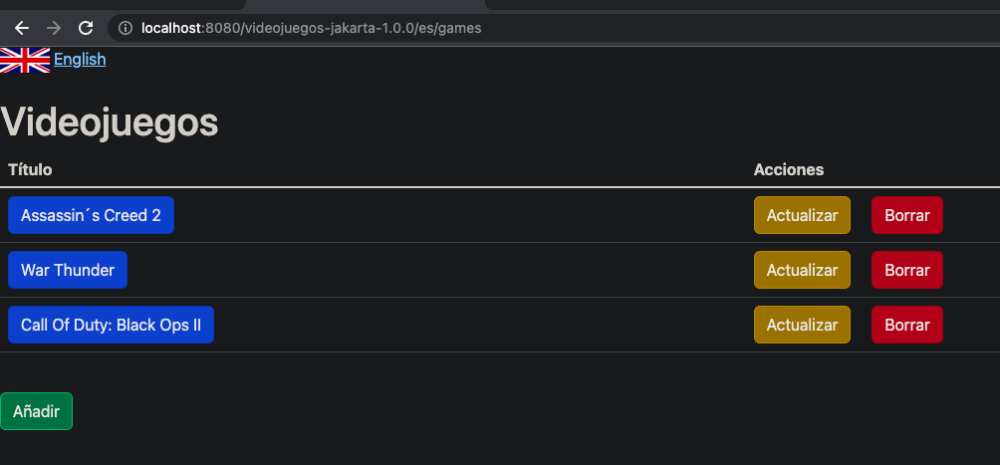 localhost:8080/videojuegos-jakarta-1.0.0/es/games
English
Videojuegos
Título Acciones
Assassin´s Creed 2 Actualizar Borrar
War Thunder Actualizar Borrar
Call Of Duty: Black Ops II Actualizar Borrar
Añadir